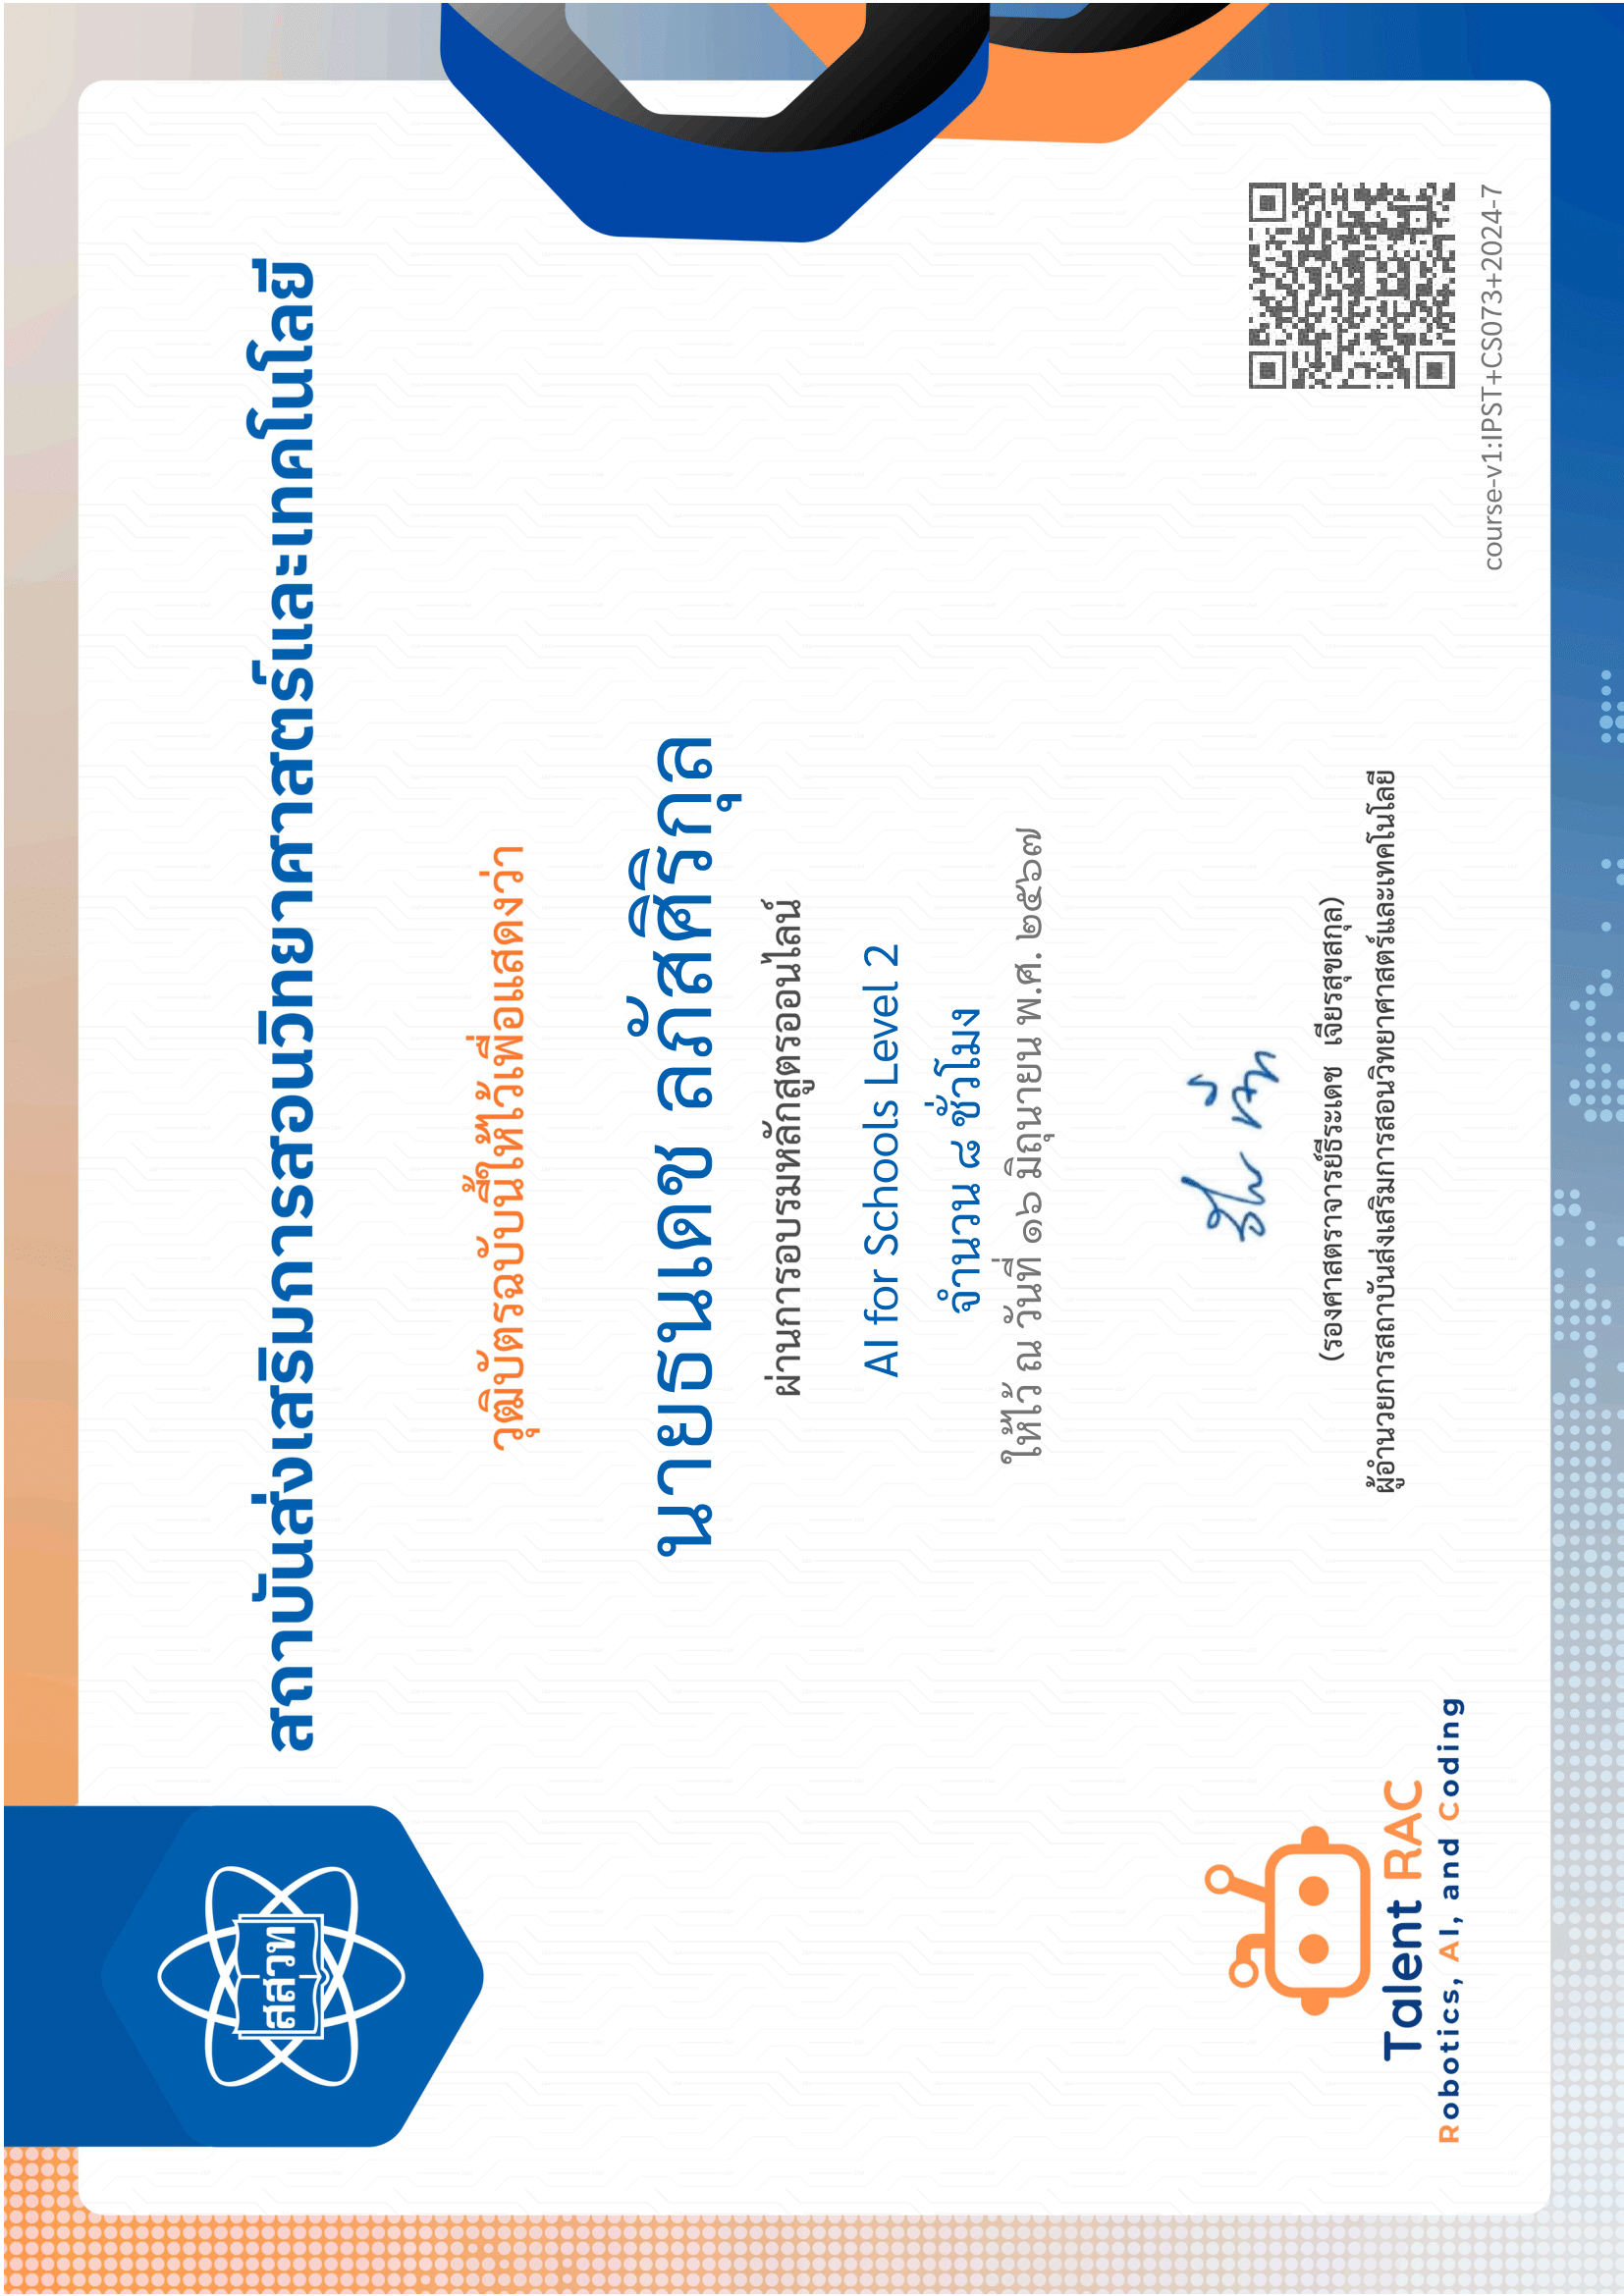 สสวท
สถาบันส่งเสริมการสอนวิทยาศาสตร์และเทคโนโลยี
วุฒิบัตรฉบับนี้ให้ไว้เพื่อแสดงว่า
นายธนเดช ลภัสศิริกุล
ผ่านการอบรมหลักสูตรออนไลน์
AI for Schools Level 2
จำนวน ๘ ชั่วโมง
ให้ไว้ ณ วันที่ ๑๖ มิถุนายน พ.ศ. ๒๕๖๗
(รองศาสตราจารย์ธีระเดช เจียรสุขสกุล)
ผู้อำนวยการสถาบันส่งเสริมการสอนวิทยาศาสตร์และเทคโนโลยี
Talent RAC
Robotics, AI, and Coding
course-v1:IPST+CS073+2024-7